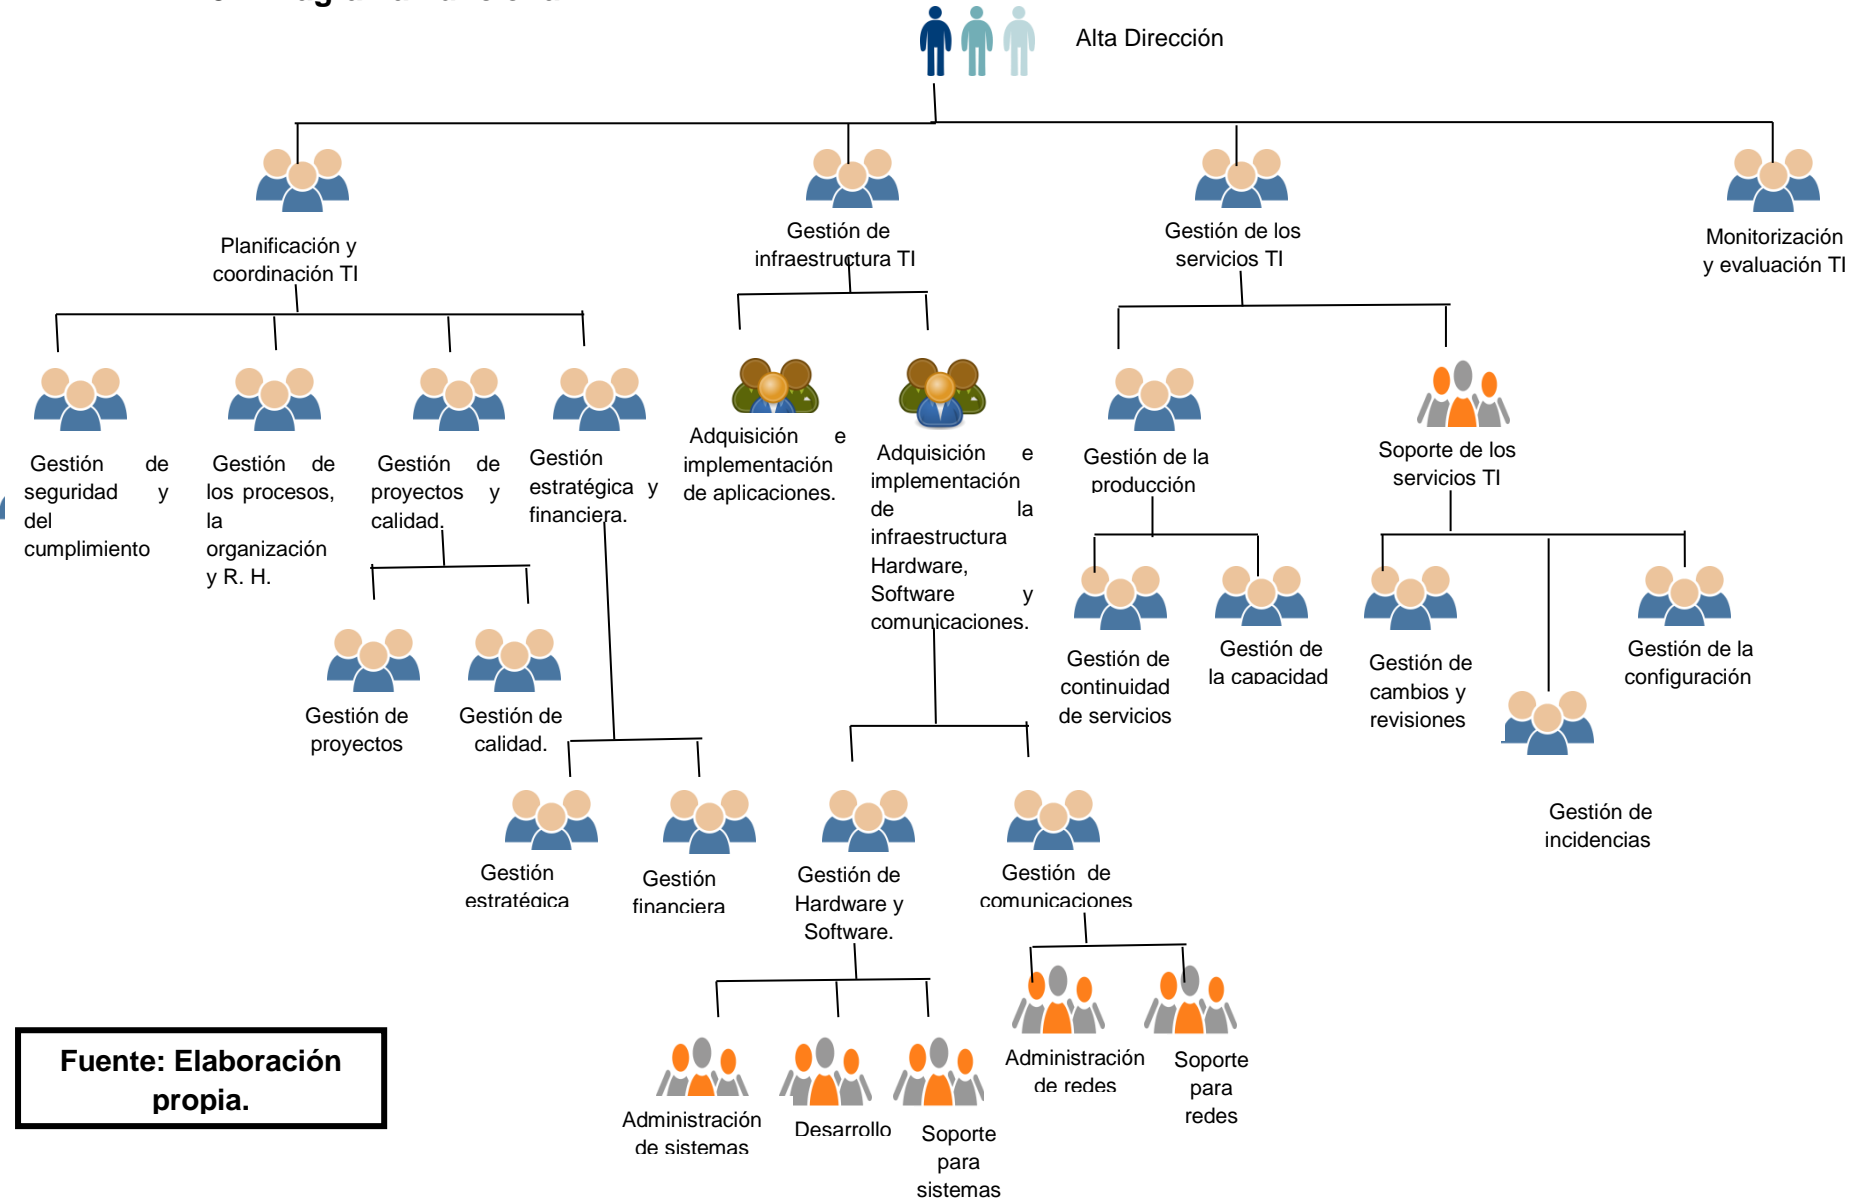 Alta Dirección
Planificación y
coordinación TI
Gestión de
infraestructura TI
Gestión de los
servicios TI
Monitorización
y evaluación TI
Gestión de
seguridad y
del
cumplimiento
Gestión de
los procesos,
la
organización
y R. H.
Gestión de
proyectos y
calidad.
Gestión
estratégica y
financiera.
Adquisición e
implementación
de aplicaciones.
Adquisición e
implementación
de la
infraestructura
Hardware,
Software y
comunicaciones.
Gestión de la
producción
Soporte de los
servicios TI
Gestión de
proyectos
Gestión de
calidad.
Gestión de
continuidad
de servicios
Gestión de
la capacidad
Gestión de
cambios y
revisiones
Gestión de la
configuración
Gestión de
incidencias
Gestión
estratégica
Gestión
financiera
Gestión de
Hardware y
Software.
Gestión de
comunicaciones
Administración
de sistemas
Desarrollo
Soporte
para
sistemas
Administración
de redes
Soporte
para
redes
Fuente: Elaboración
propia.